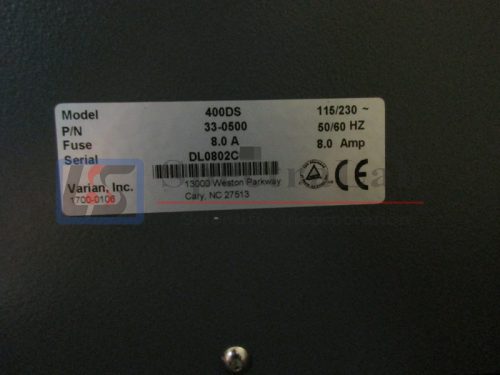 Model 400DS 115/230 ~
P/N 33-0500 50/60 HZ
Fuse 8.0 A 8.0 Amp
Serial DL0802C
Varian, Inc. 13000 Weston Parkway
1700-0106 Cary, NC 27513
CE